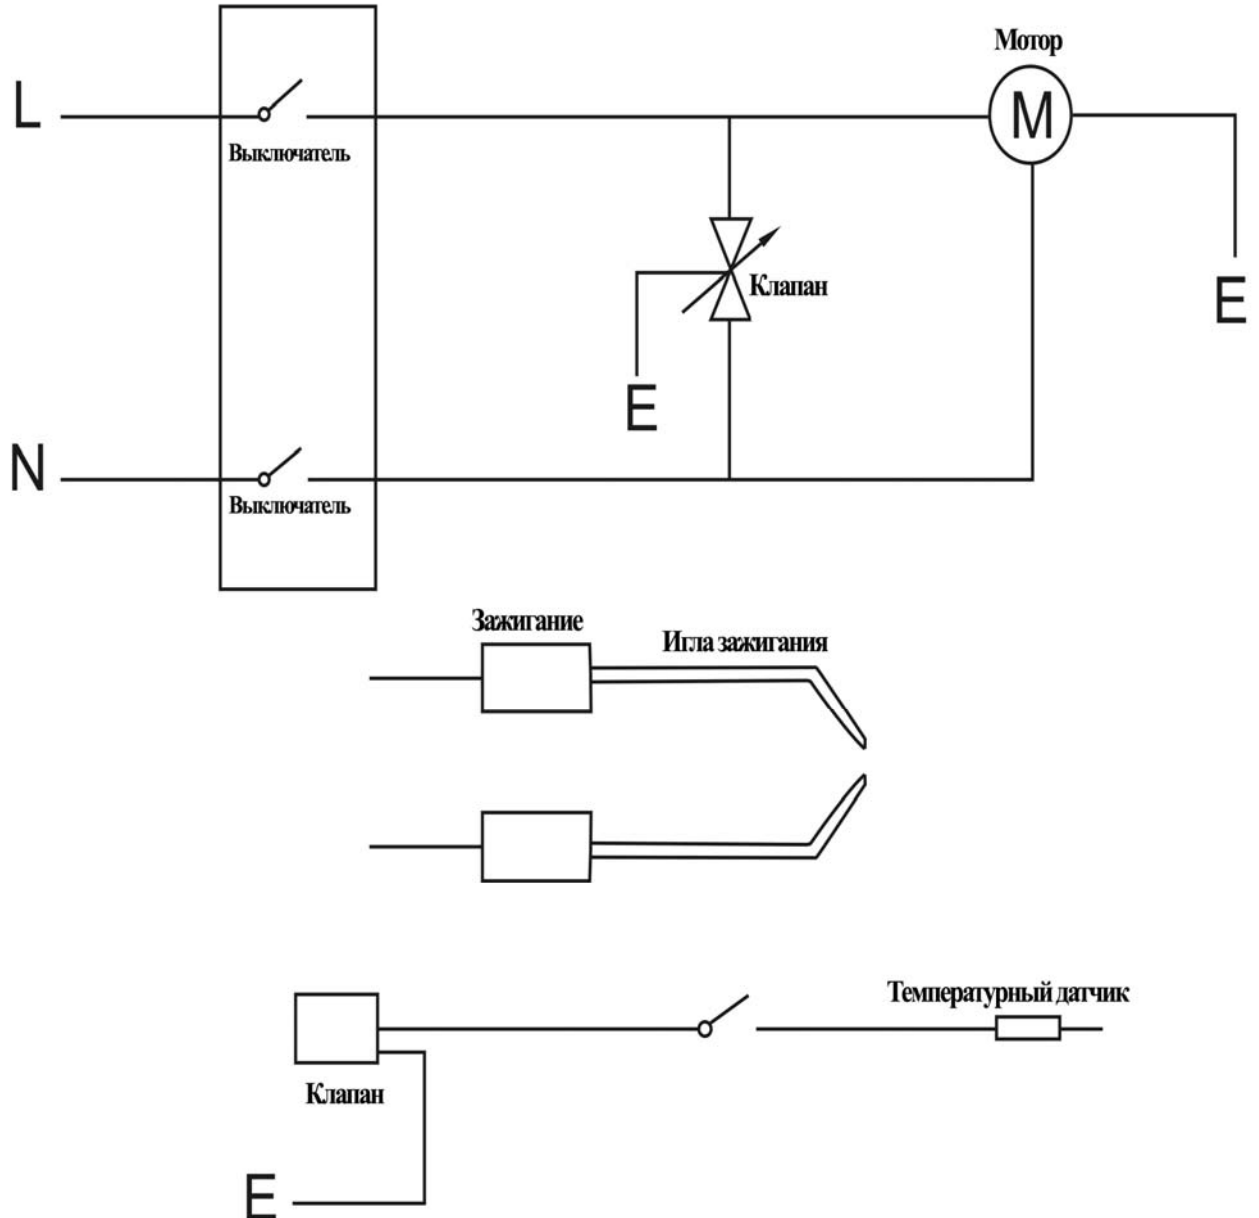 Мотор
L
M
Выключатель
Клапан
E
E
N
Выключатель
Зажигание
Игла зажигания
Температурный датчик
Клапан
E